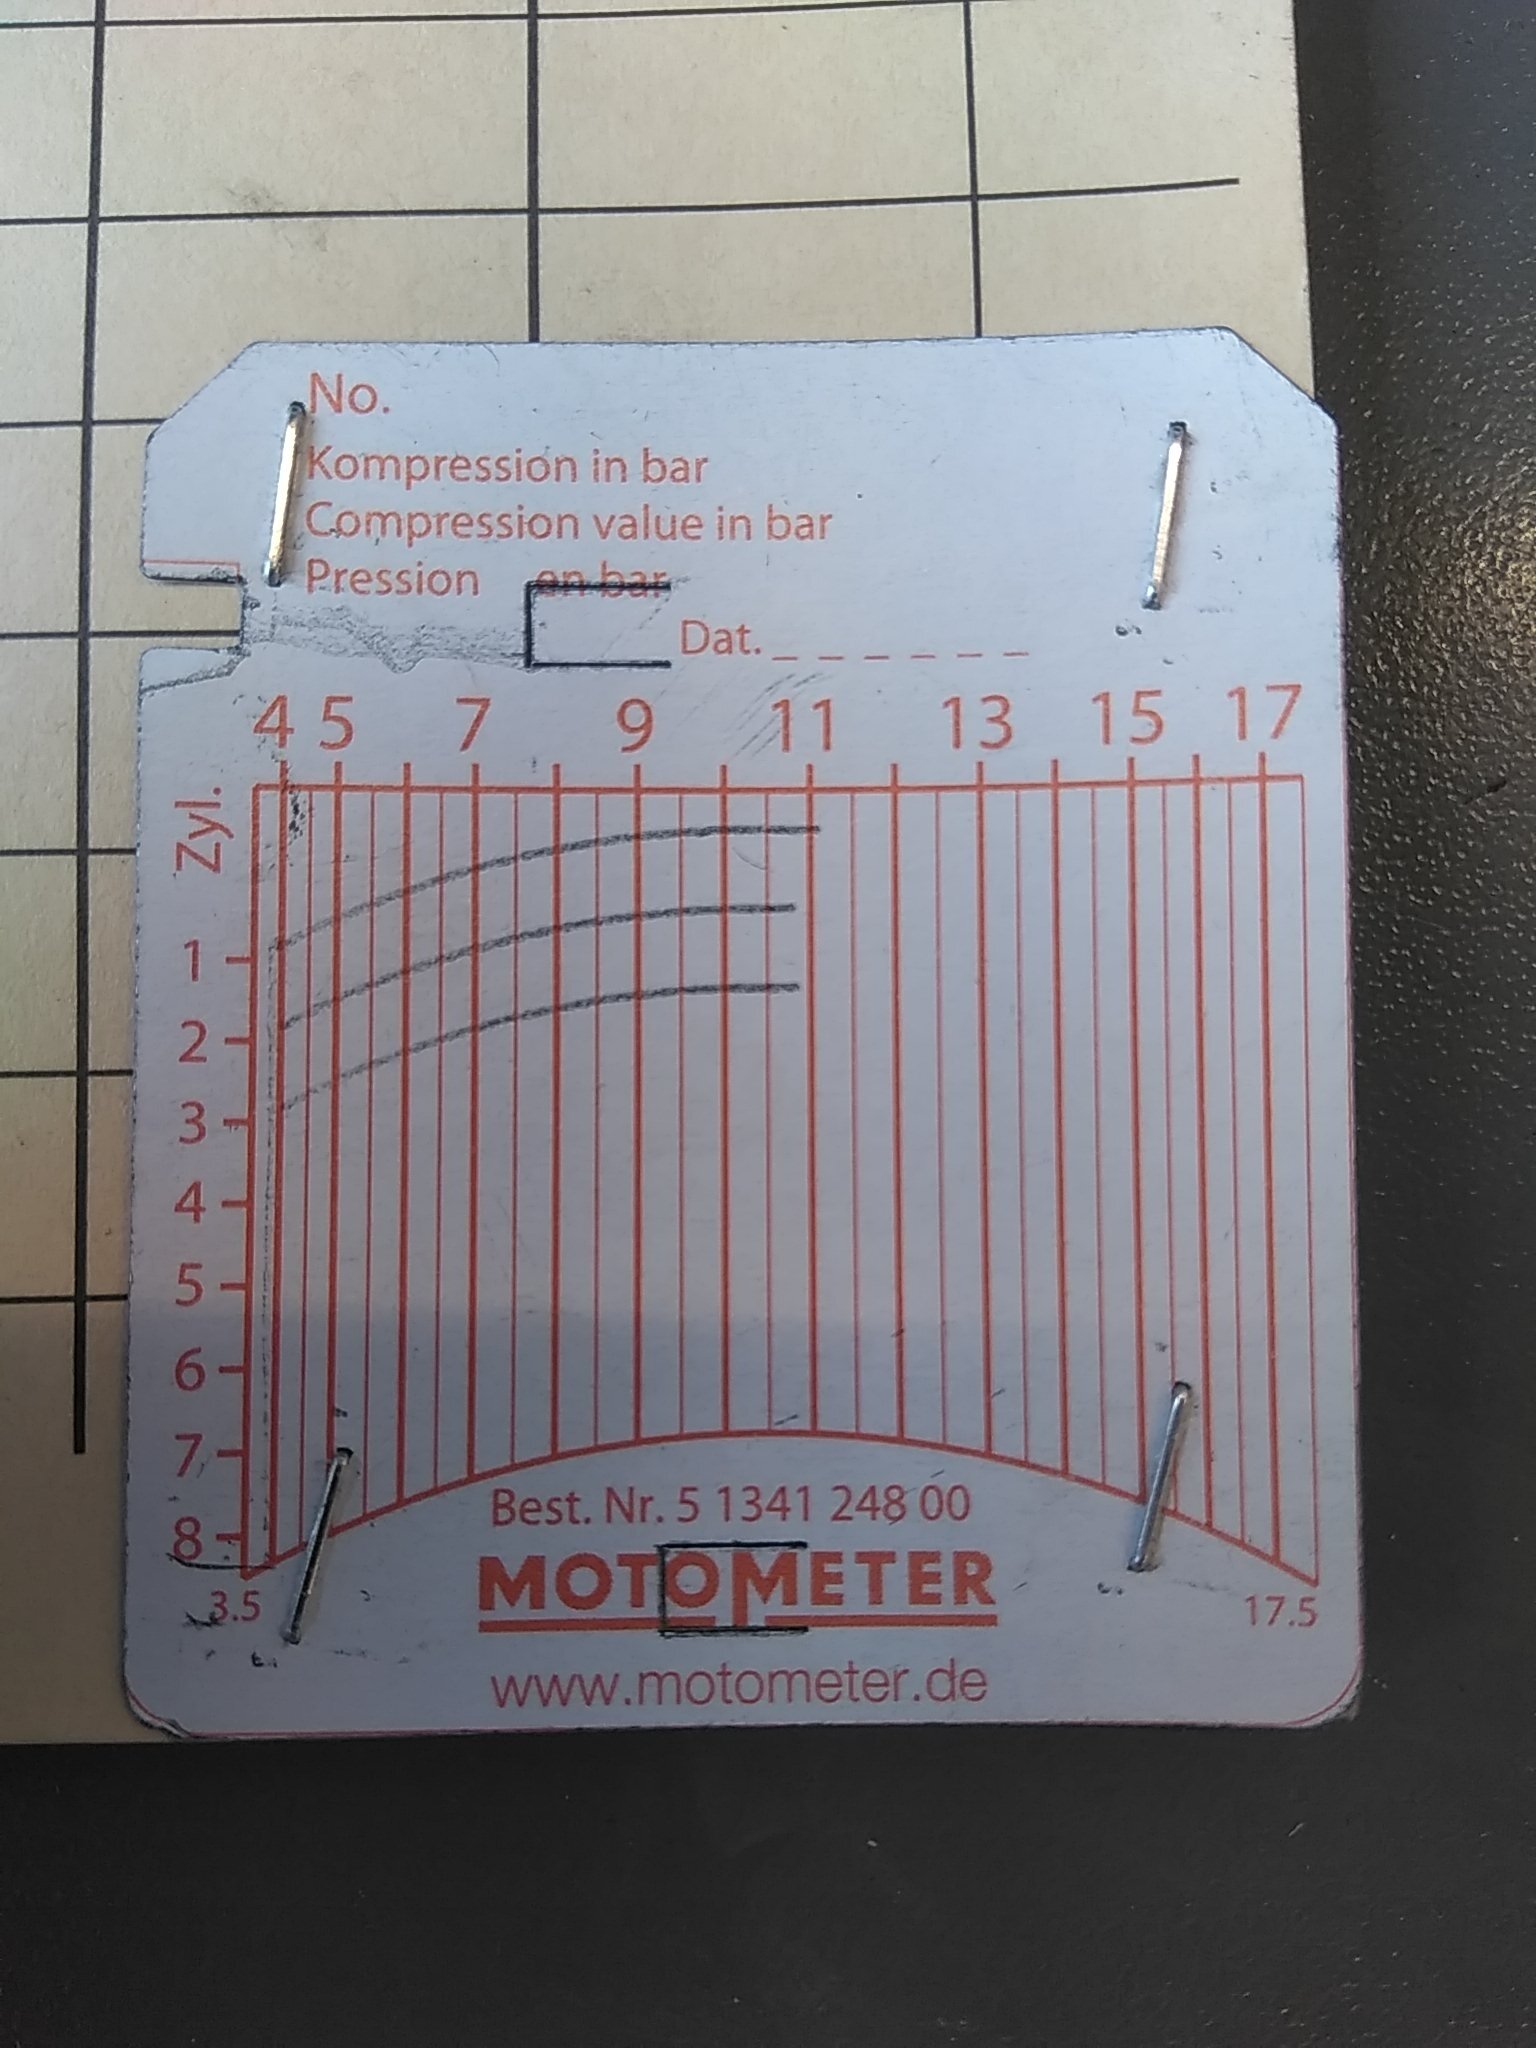 No.
Kompression in bar
Compression value in bar
Pression en bar
Dat. _ _ _ _ _ _
4 5 7 9 11 13 15 17
Zyl.
1
2
3
4
5
6
7
8
3.5
17.5
Best. Nr. 5 1341 248 00
MOTOMETER
www.motometer.de